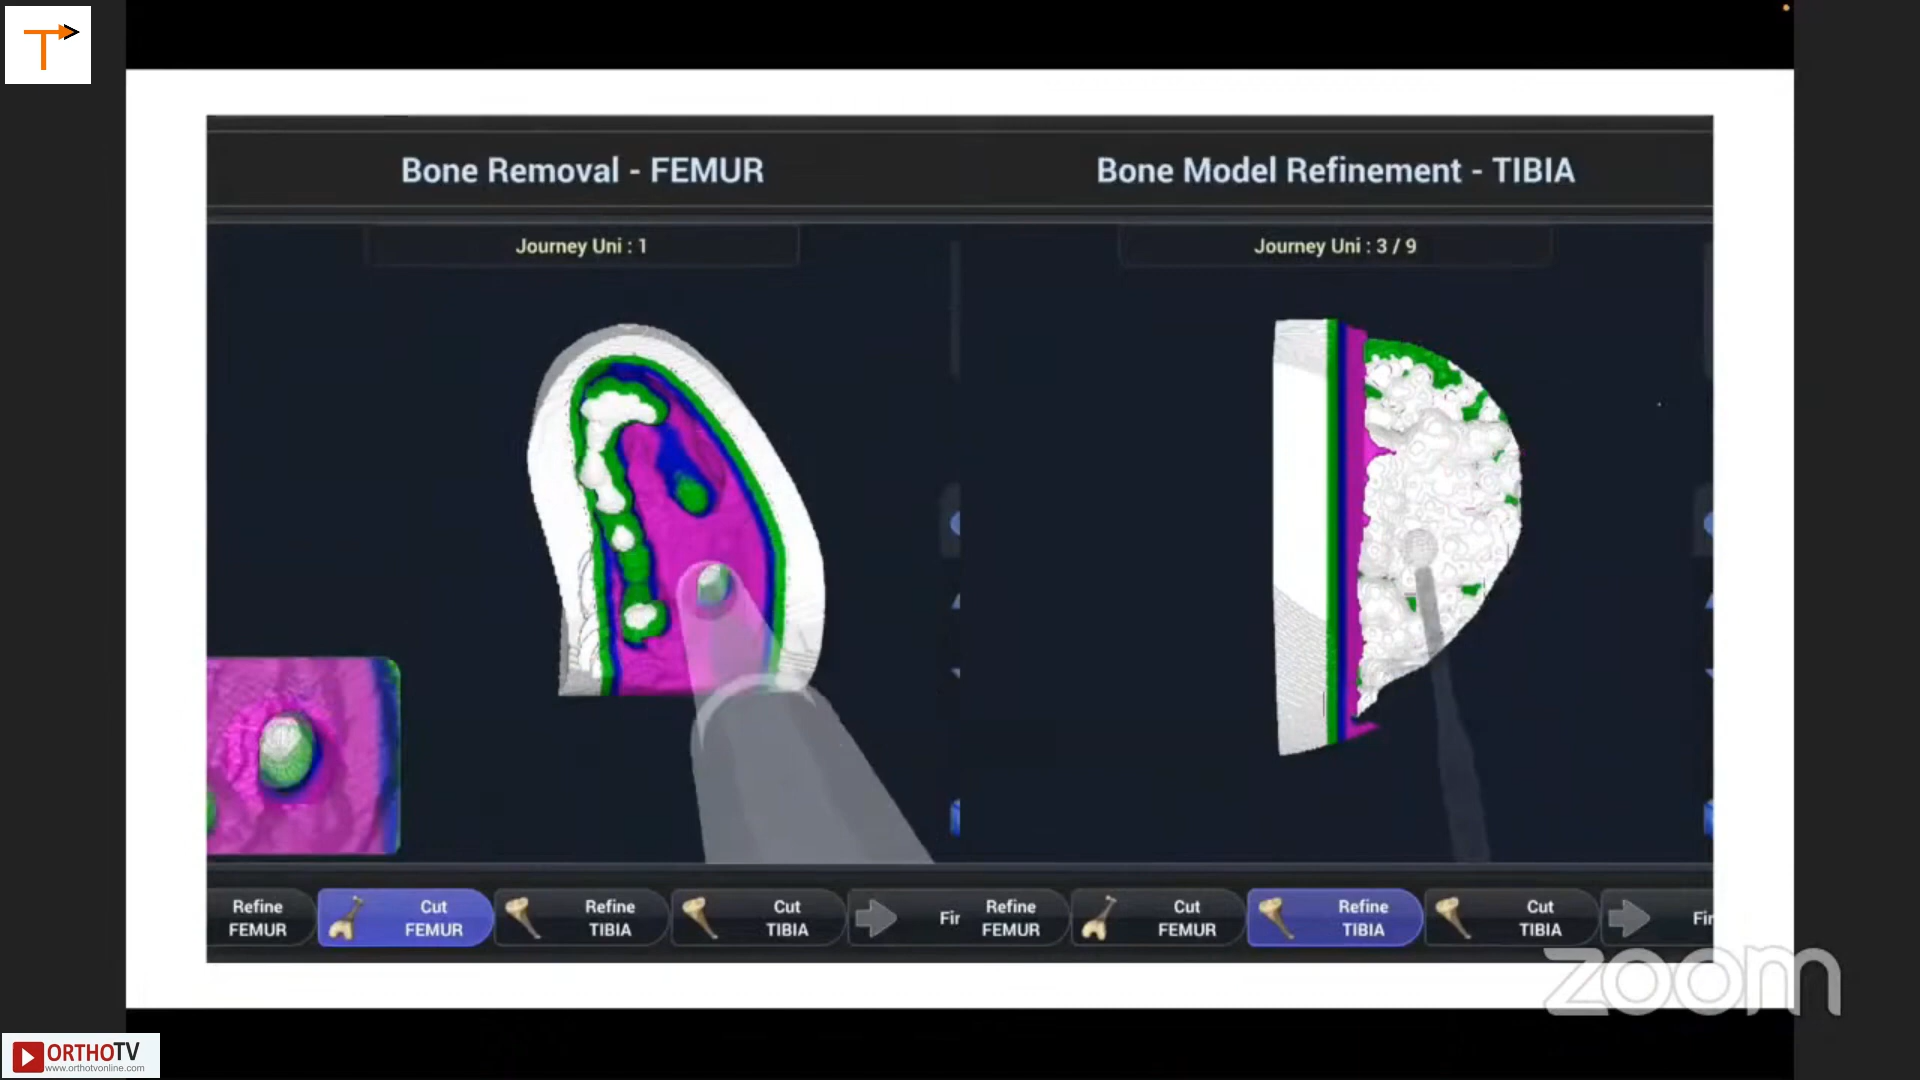 T
Bone Removal - FEMUR
Bone Model Refinement - TIBIA
Journey Uni : 1
Journey Uni : 3 / 9
Refine
FEMUR
Cut
FEMUR
Refine
TIBIA
Cut
TIBIA
Fir
Refine
FEMUR
Cut
FEMUR
Refine
TIBIA
Cut
TIBIA
Fir
zoom
ORTHOTV
www.orthotvonline.com